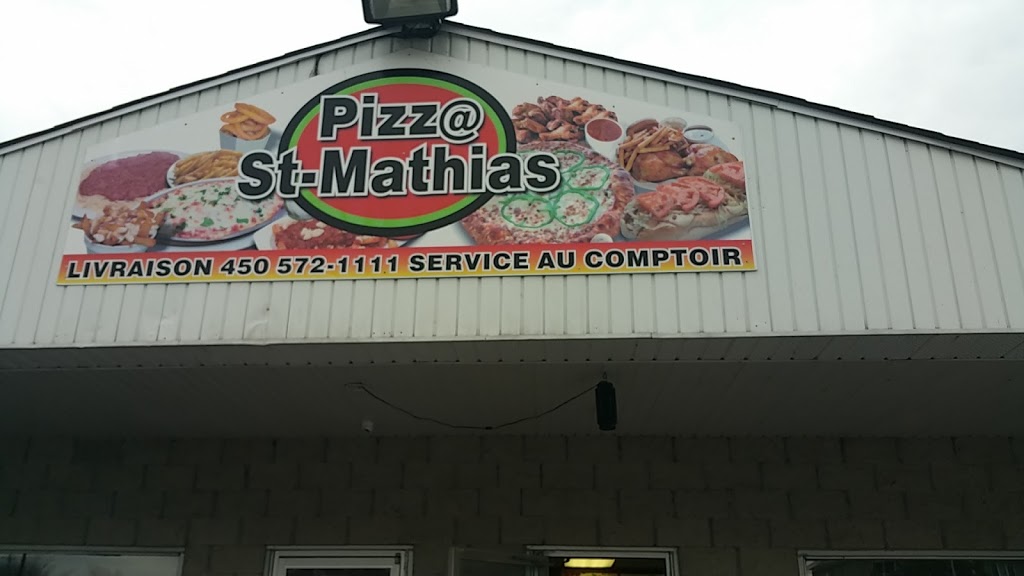 Pizz@
St-Mathias
LIVRAISON 450 572-1111 SERVICE AU COMPTOIR